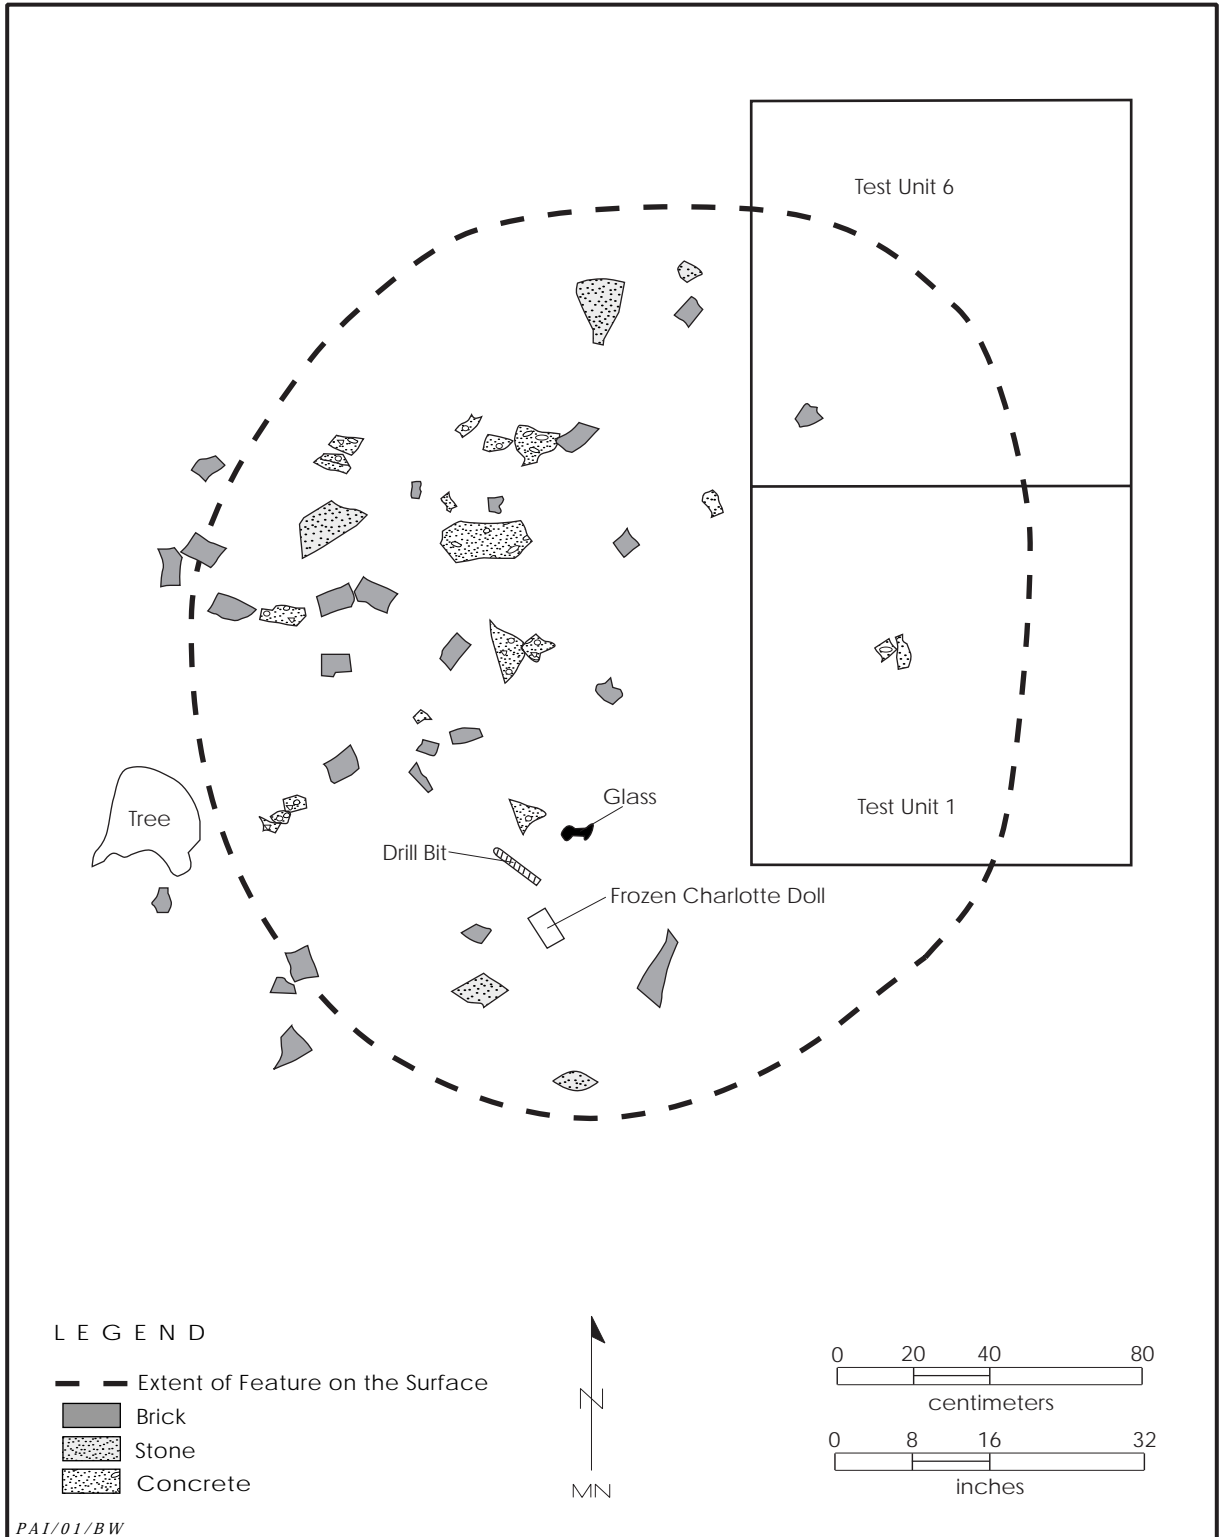 Test Unit 6
Test Unit 1
Tree
Glass
Drill Bit
Frozen Charlotte Doll
LEGEND
Extent of Feature on the Surface
Brick
Stone
Concrete
N
MN
0 20 40 80
centimeters
0 8 16 32
inches
PAI/01/BW